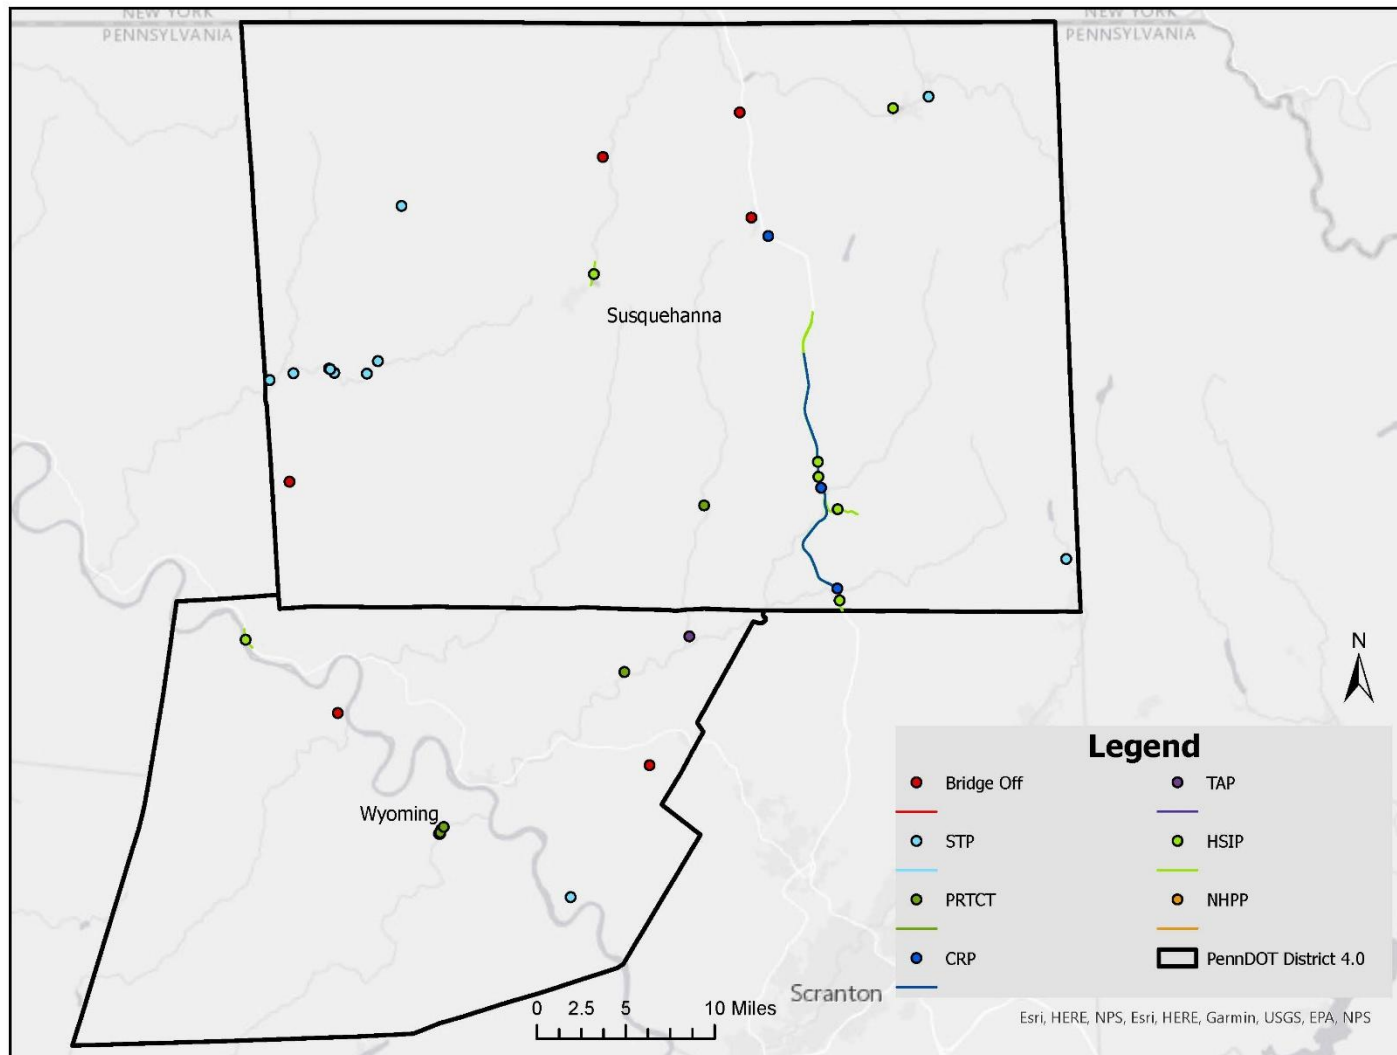 NEW YORK
PENNSYLVANIA
NEW YORK
PENNSYLVANIA
Susquehanna
Wyoming
N
Legend
Bridge Off
TAP
STP
HSIP
PRTCT
NHPP
CRP
PennDOT District 4.0
0 2.5 5 10 Miles
Scranton
Esri, HERE, NPS, Esri, HERE, Garmin, USGS, EPA, NPS